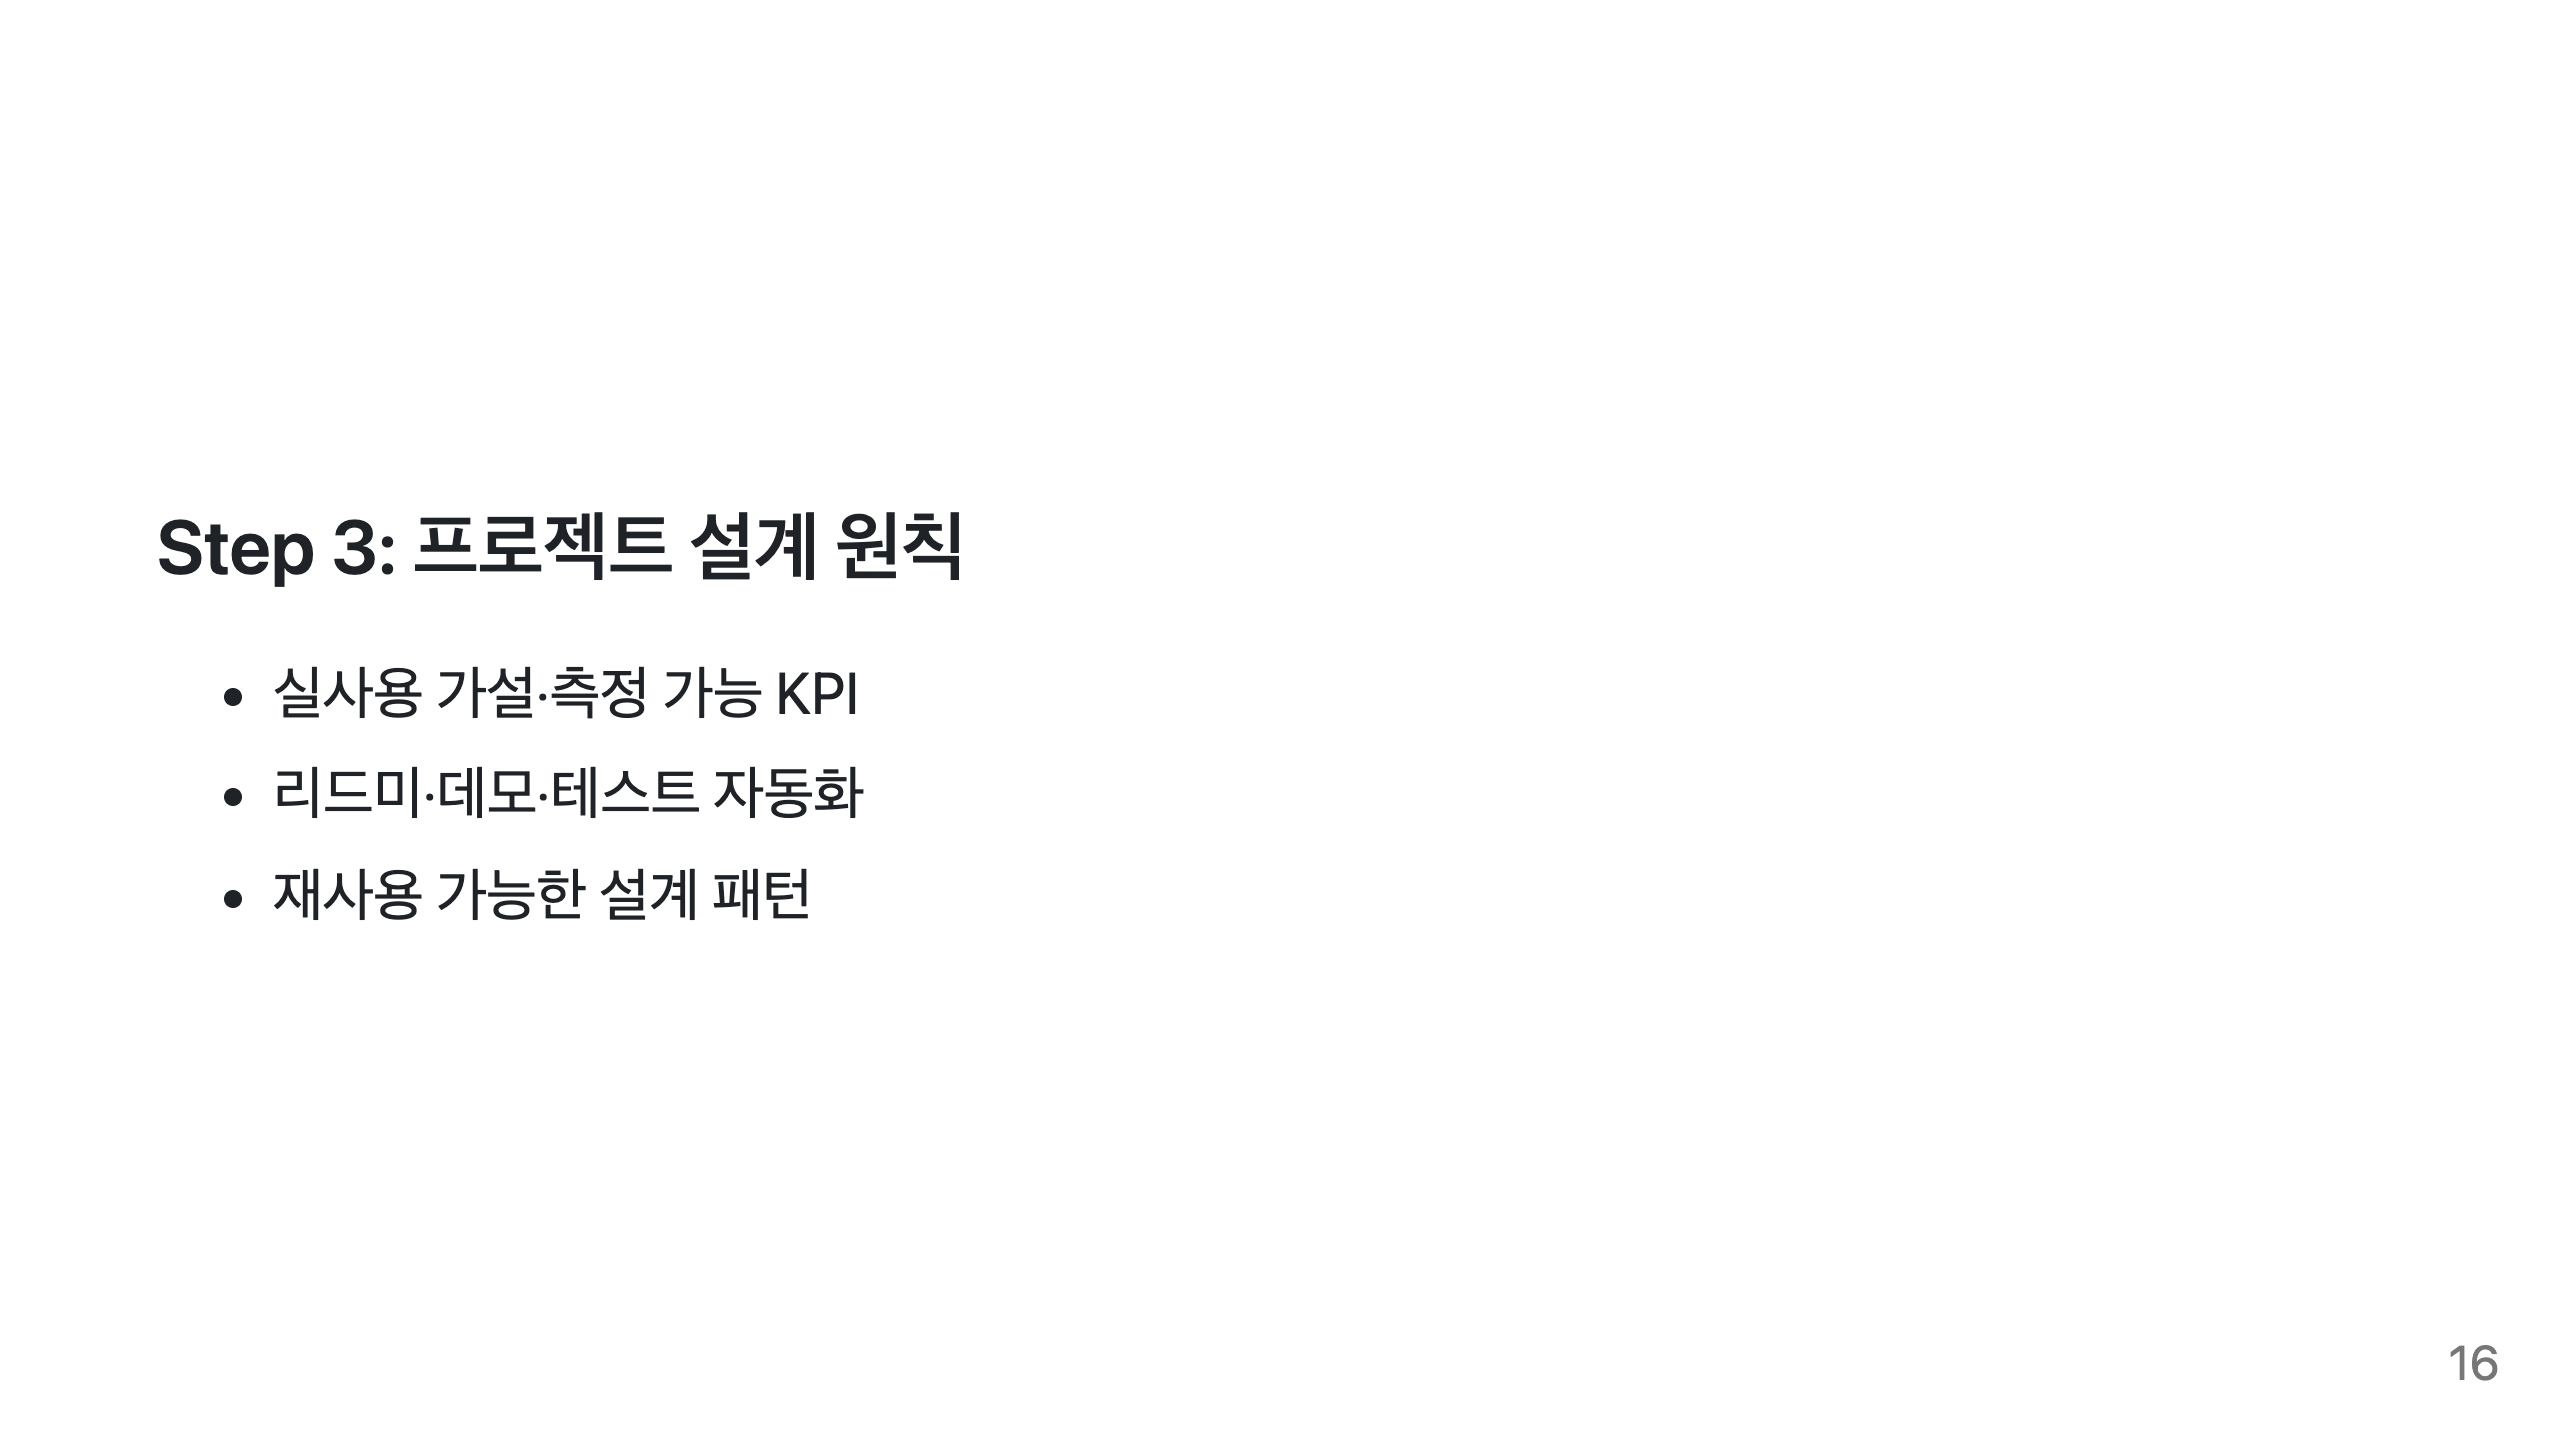 Step 3: 프로젝트 설계 원칙
• 실사용 가설·측정 가능 KPI
• 리드미·데모·테스트 자동화
• 재사용 가능한 설계 패턴
16